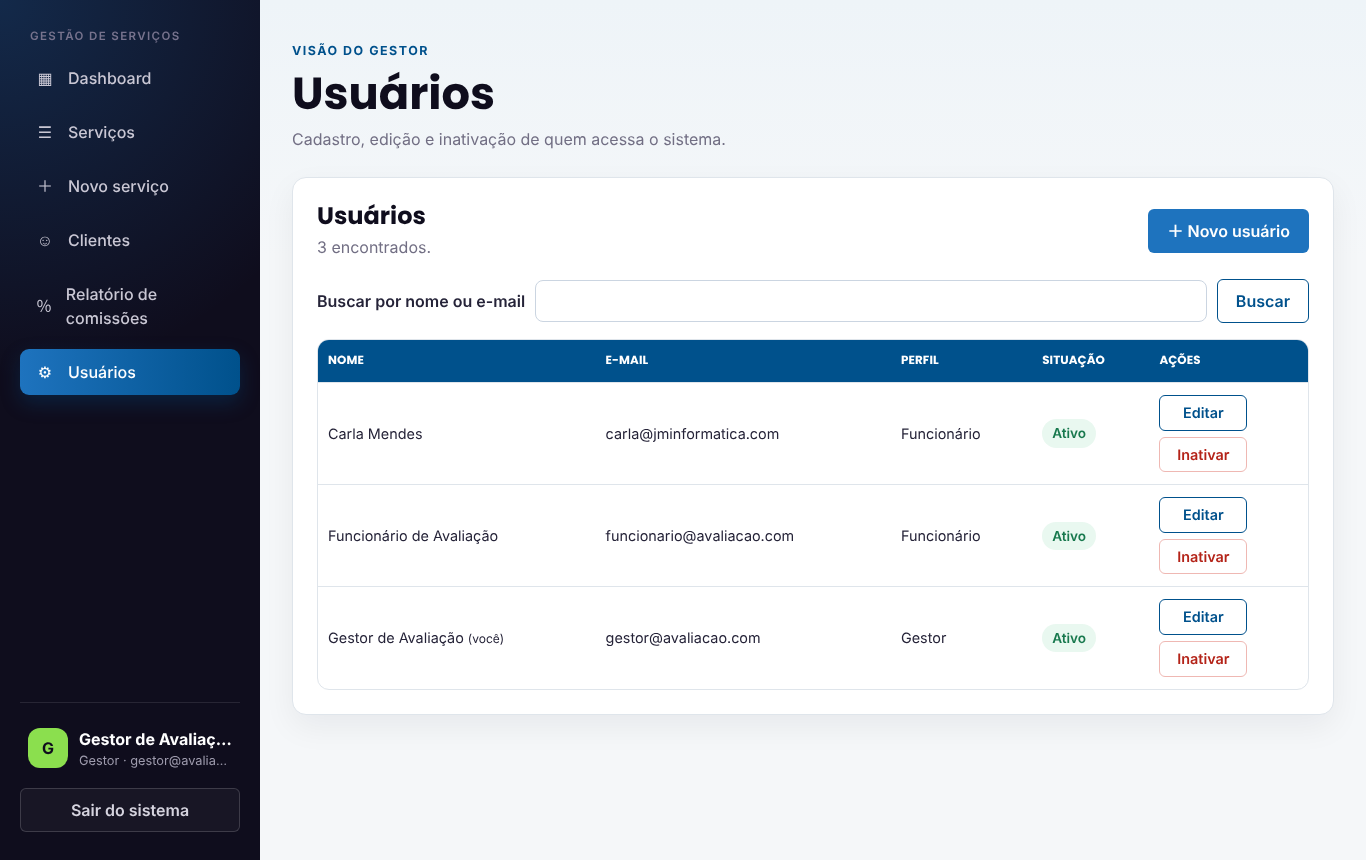 GESTÃO DE SERVIÇOS
Dashboard
Serviços
Novo serviço
Clientes
% Relatório de
comissões
Usuários
Gestor de Avaliaç...
G
Gestor · gestor@avalia...
Sair do sistema
VISÃO DO GESTOR
Usuários
Cadastro, edição e inativação de quem acessa o sistema.
Usuários
3 encontrados.
+ Novo usuário
Buscar por nome ou e-mail
Buscar
NOME E-MAIL PERFIL SITUAÇÃO AÇÕES
Carla Mendes carla@jminformatica.com Funcionário Ativo Editar
Inativar
Funcionário de Avaliação funcionario@avaliacao.com Funcionário Ativo Editar
Inativar
Gestor de Avaliação (você) gestor@avaliacao.com Gestor Ativo Editar
Inativar